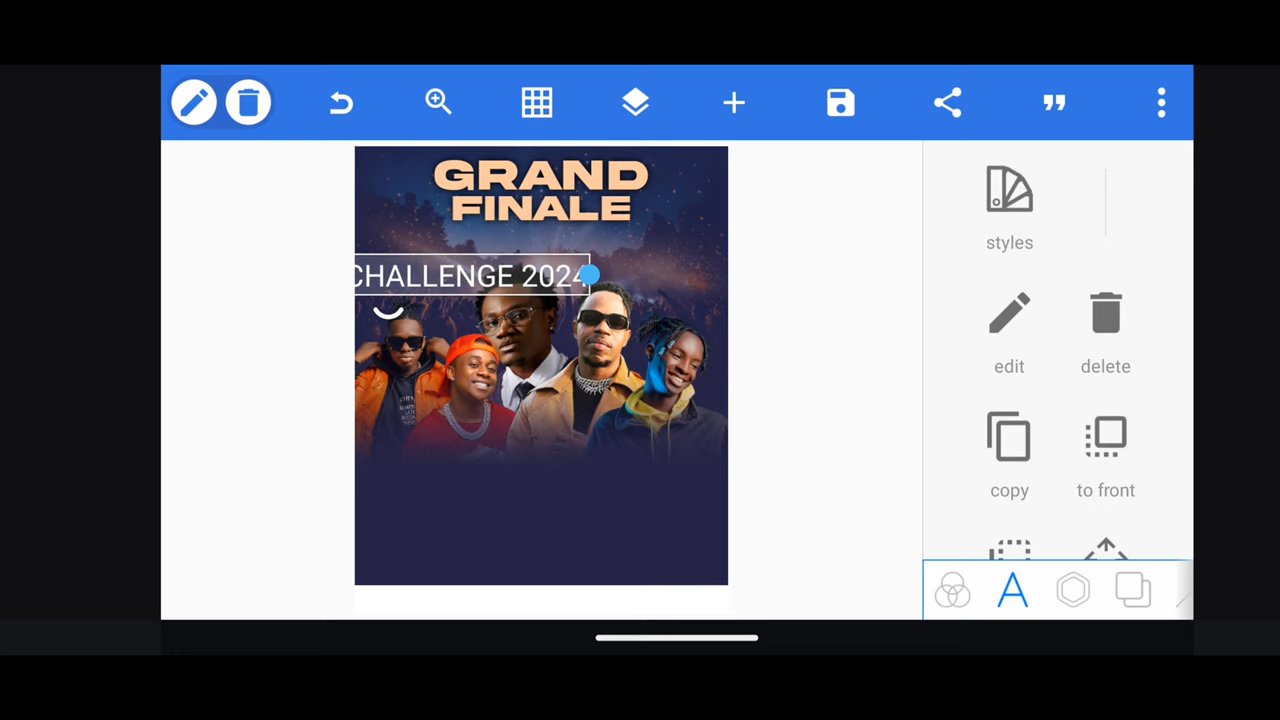 GRAND
FINALE
CHALLENGE 2024
styles
edit
delete
copy
to front